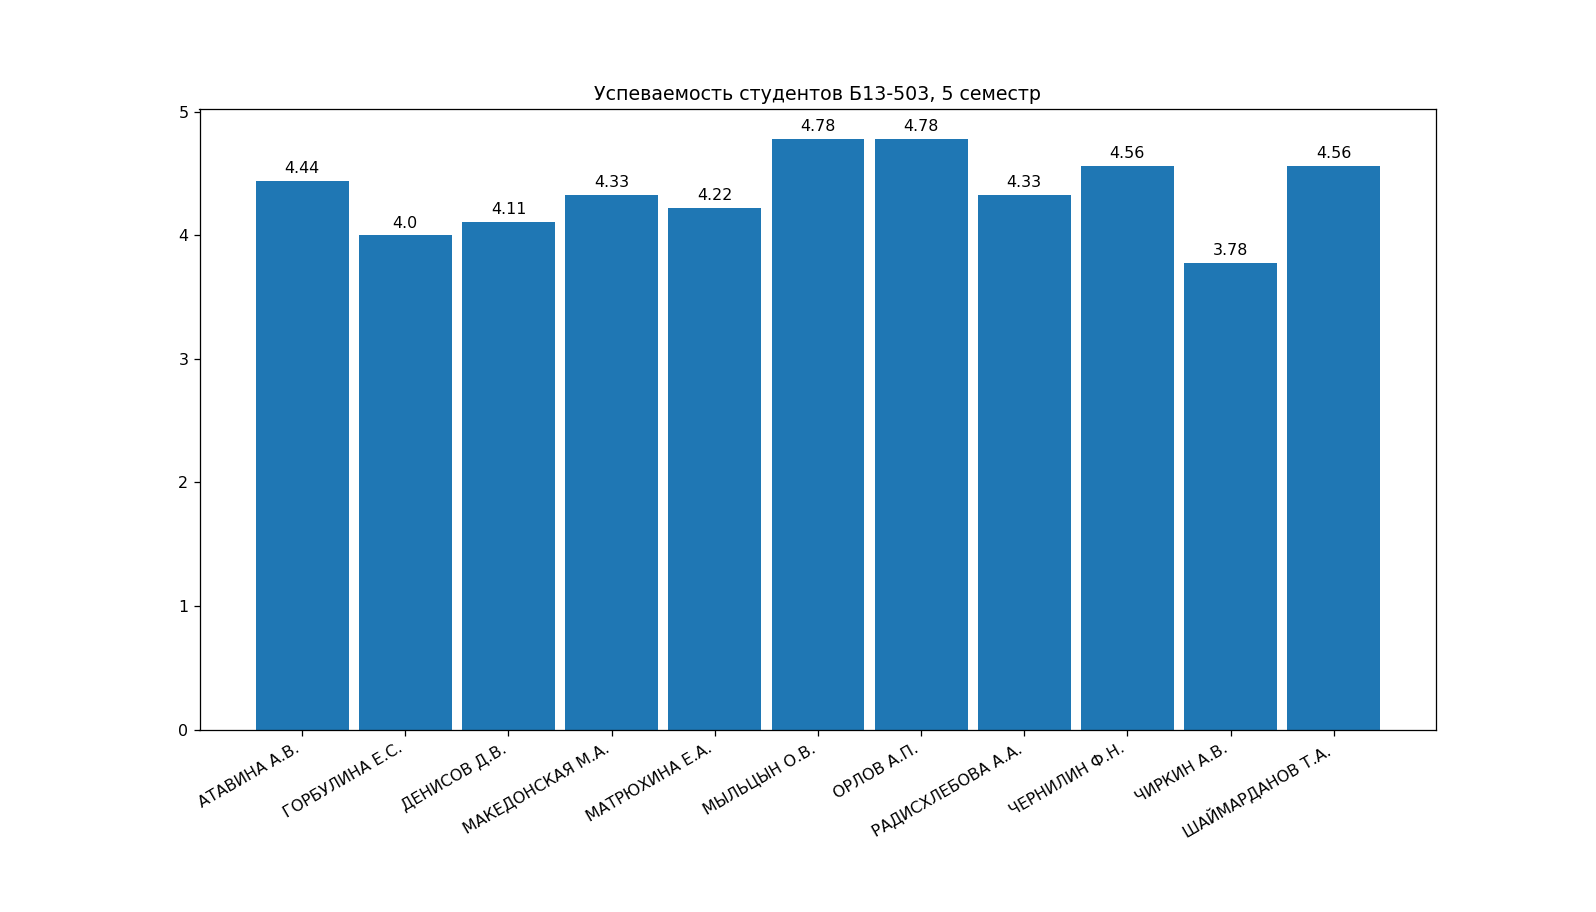 Успеваемость студентов Б13-503, 5 семестр
5
4
3
2
1
0
4.44
4.0
4.11
4.33
4.22
4.78
4.78
4.33
4.56
3.78
4.56
АТАВИНА А.В.
ГОРБУЛИНА Е.С.
ДЕНИСОВ Д.В.
МАКЕДОНСКАЯ М.А.
МАТРЮХИНА Е.А.
МЫЛЬЦЫН О.В.
ОРЛОВ А.П.
РАДИСХЛЕБОВА А.А.
ЧЕРНИЛИН Ф.Н.
ЧИРКИН А.В.
ШАЙМАРДАНОВ Т.А.